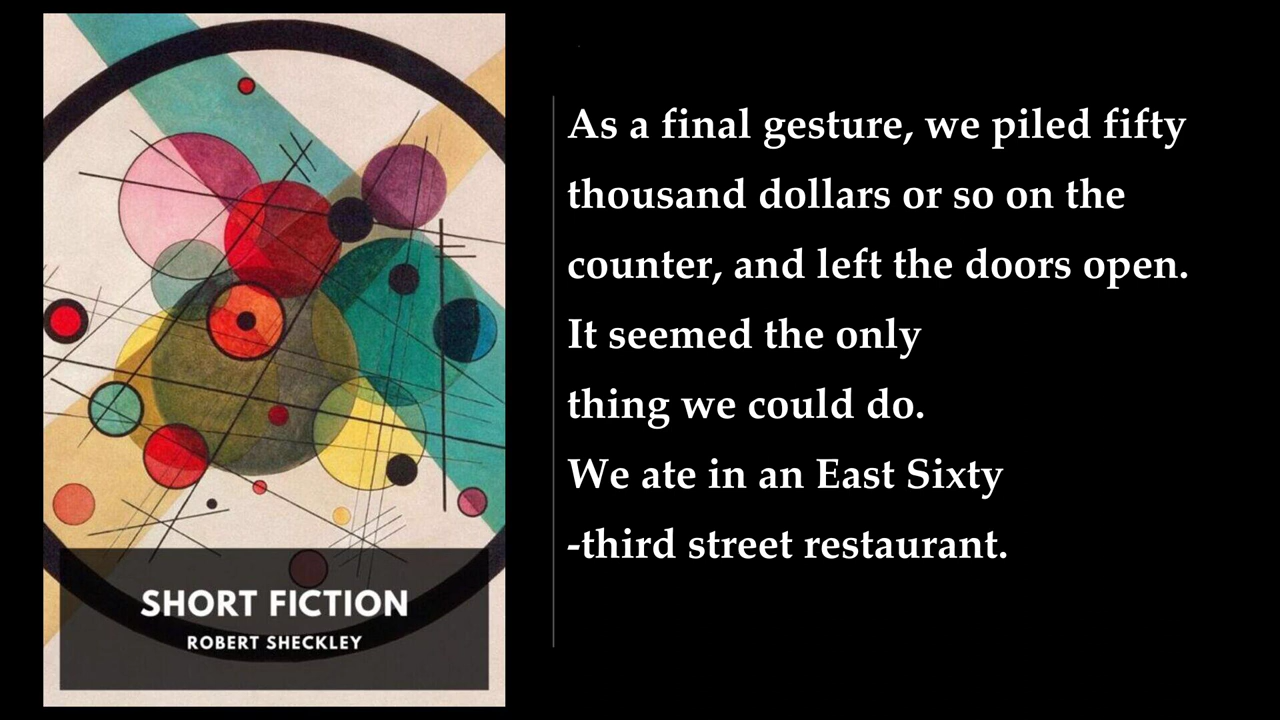 SHORT FICTION
ROBERT SHECKLEY
As a final gesture, we piled fifty
thousand dollars or so on the
counter, and left the doors open.
It seemed the only
thing we could do.
We ate in an East Sixty
-third street restaurant.